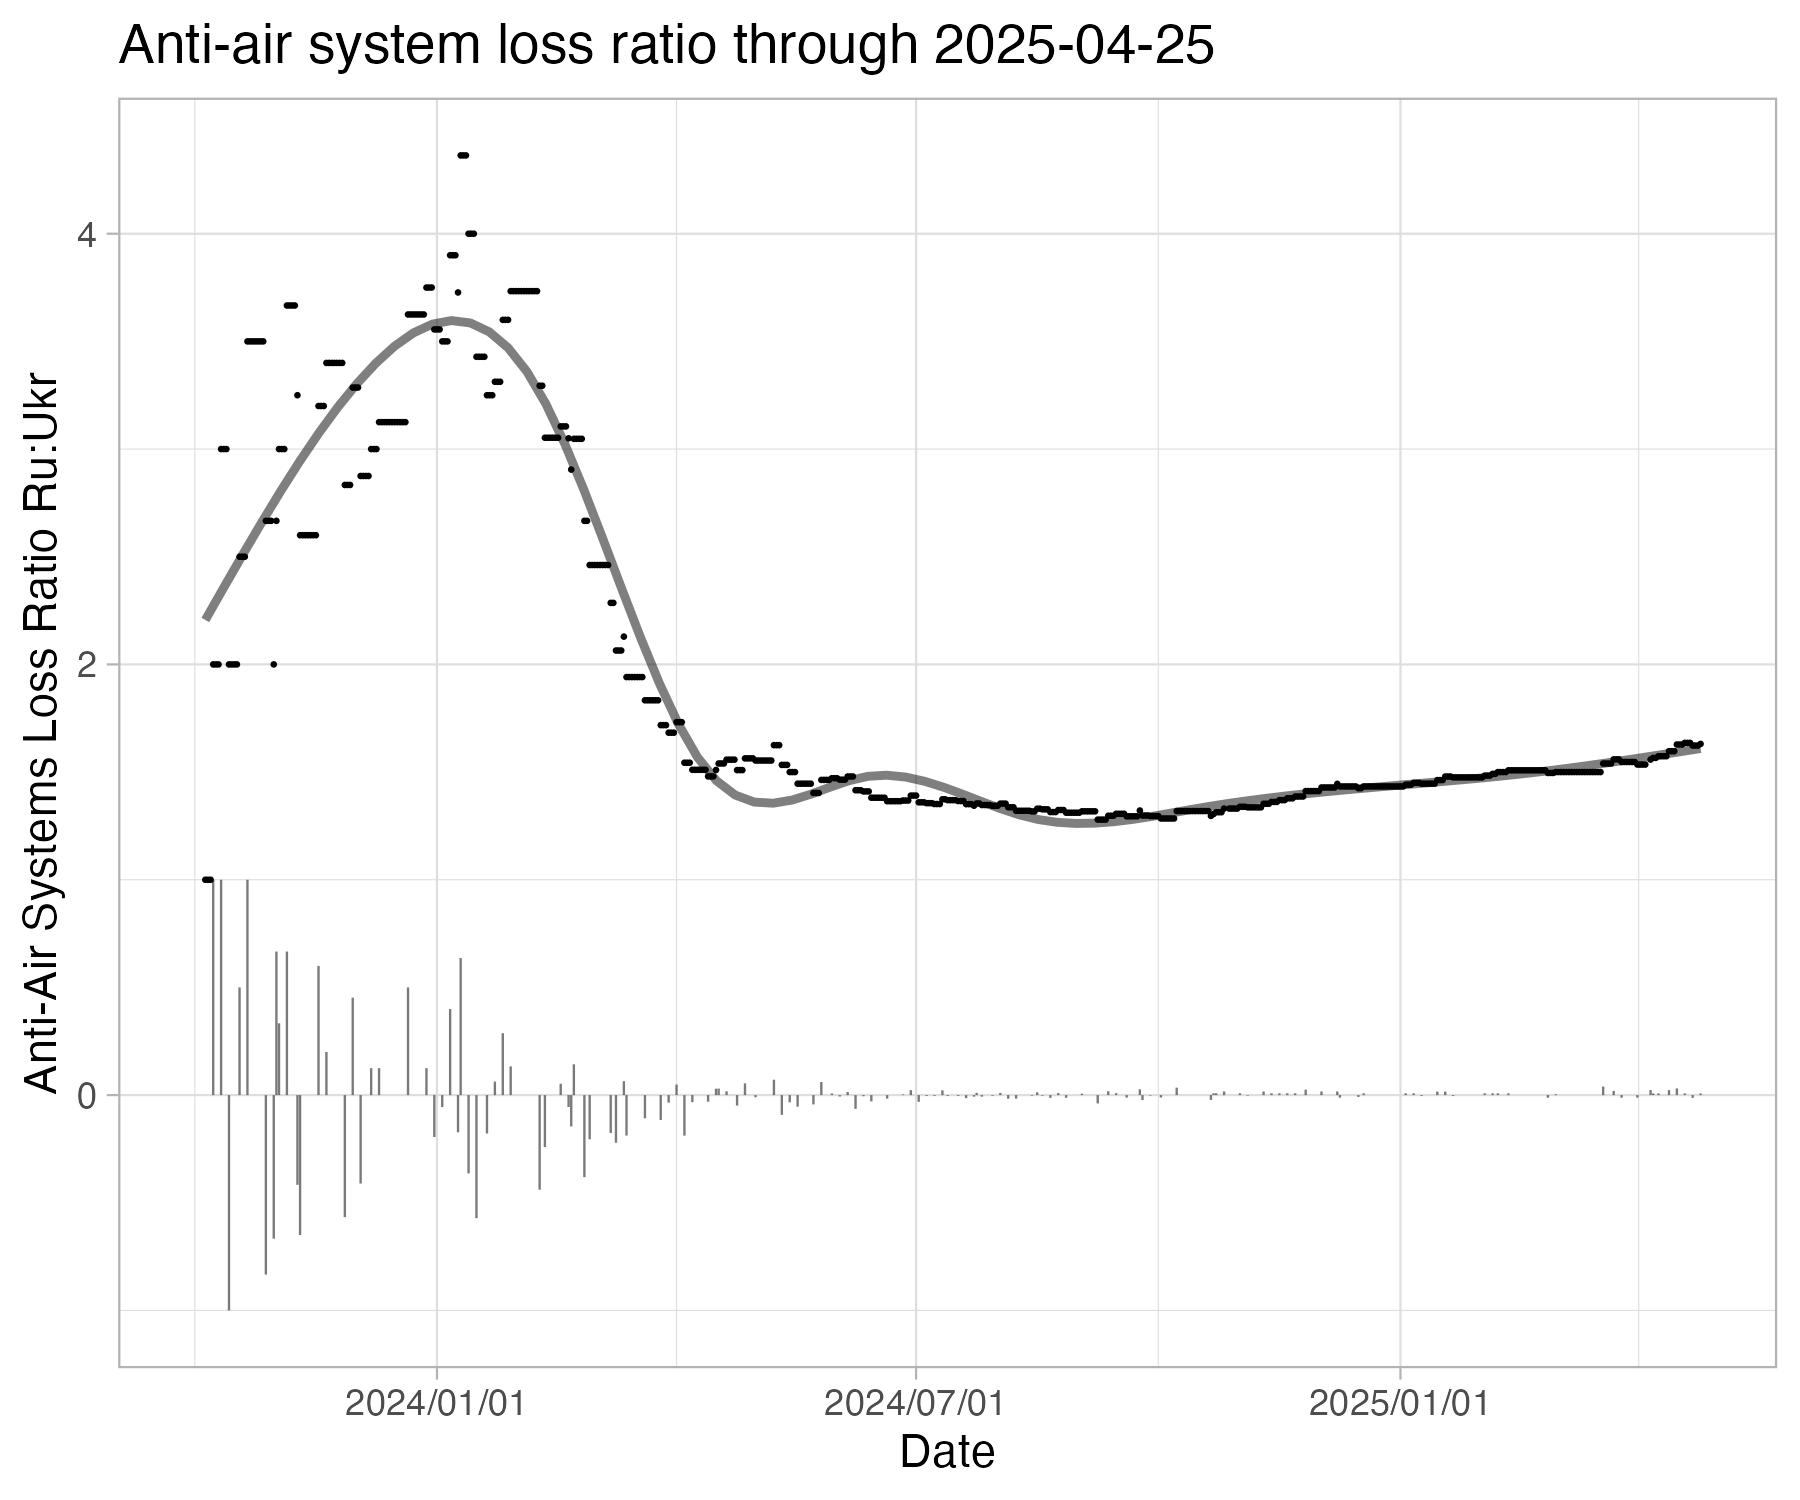 Anti-air system loss ratio through 2025-04-25
Anti-Air Systems Loss Ratio Ru:Ukr
4
2
0
2024/01/01
2024/07/01
2025/01/01
Date